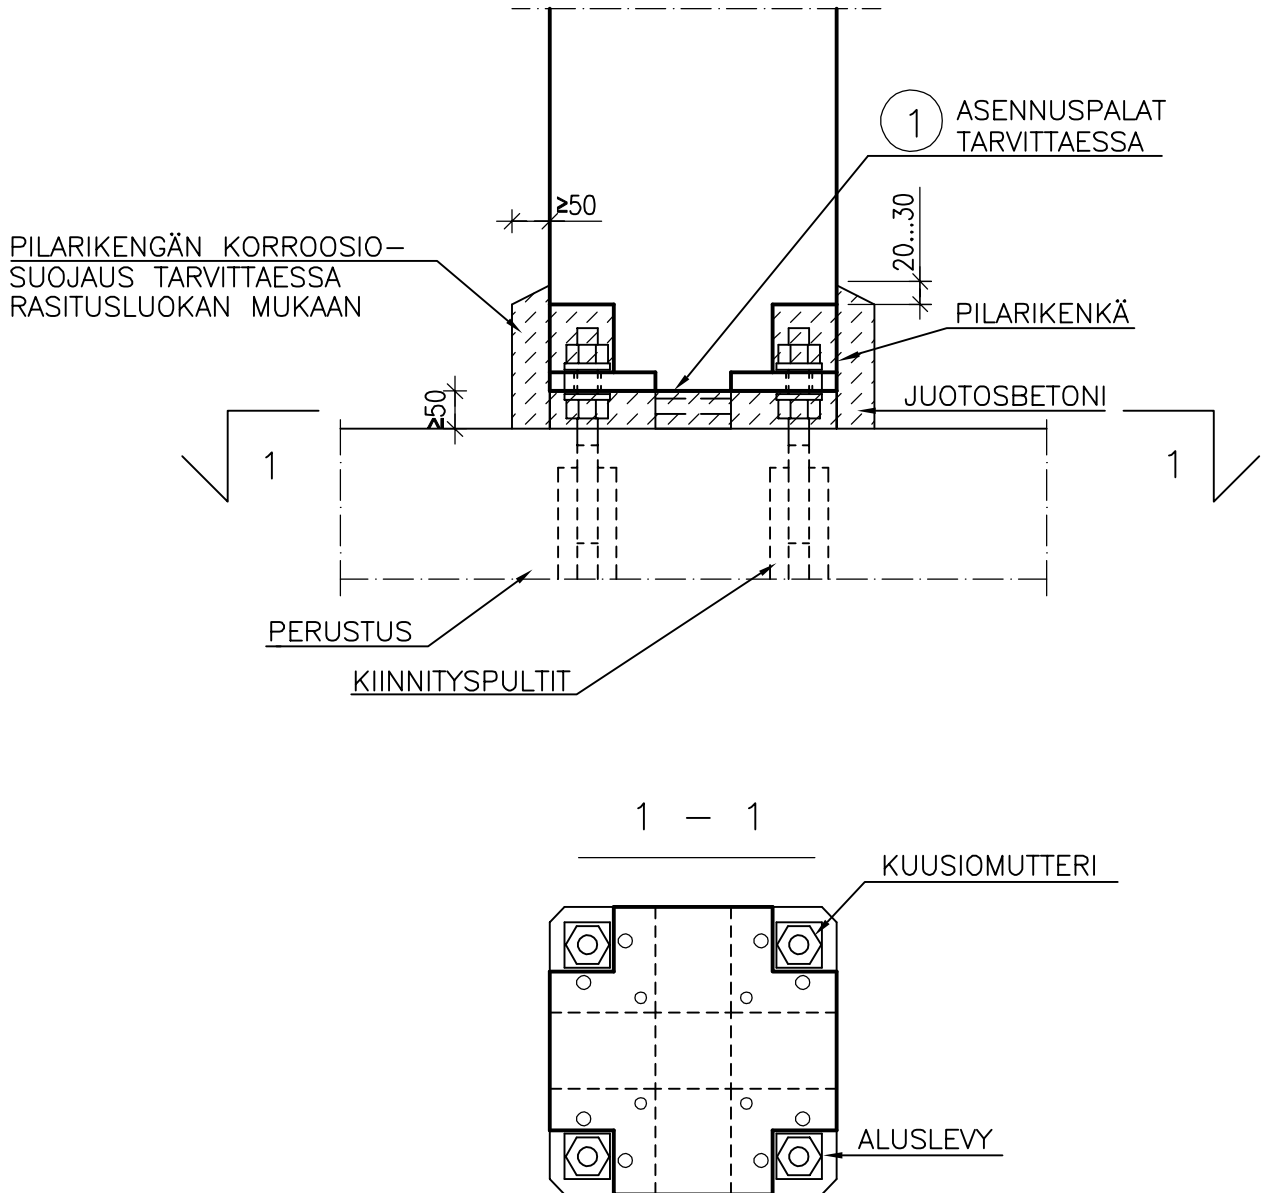 1
ASENNUSPALAT
TARVITTAESSA
≥50
20...30
PILARIKENGÄN KORROOSIO–
SUOJAUS TARVITTAESSA
RASITUSLUOKAN MUKAAN
PILARIKENKÄ
≥50
JUOTOSBETONI
1
1
PERUSTUS
KIINNITYSPULTIT
1 – 1
KUUSIOMUTTERI
ALUSLEVY